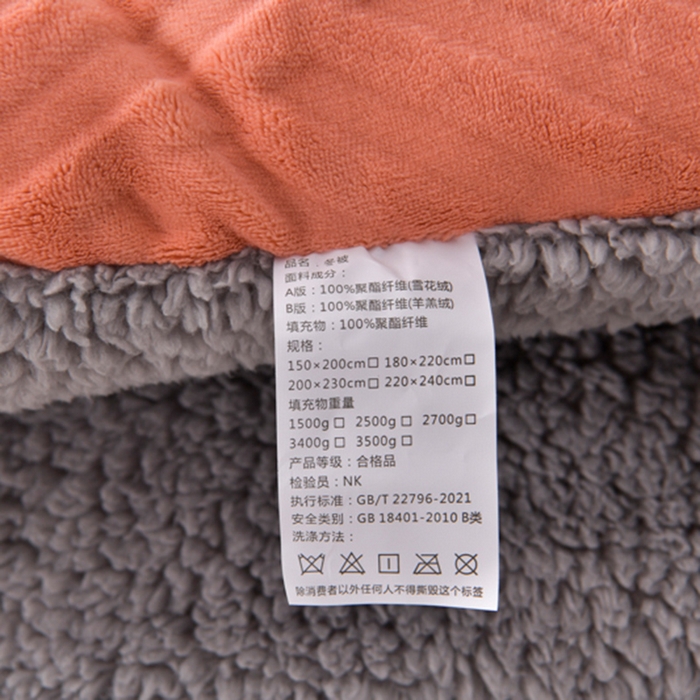 品名：冬被
面料成分：
A版：100%聚酯纤维(雪花绒)
B版：100%聚酯纤维(羊羔绒)
填充物：100%聚酯纤维
规格：
150×200cm□ 180×220cm□
200×230cm□ 220×240cm□
填充物重量
1500g□ 2500g□ 2700g□
3400g□ 3500g□
产品等级：合格品
检验员：NK
执行标准：GB/T 22796-2021
安全类别：GB 18401-2010 B类
洗涤方法：
除消费者以外任何人不得撕毁这个标签